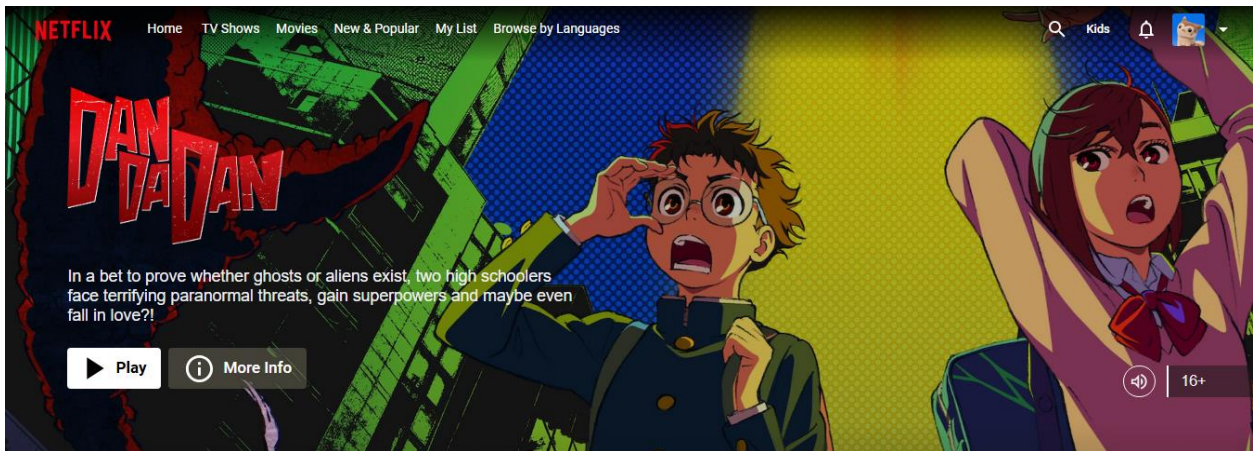 NETFLIX Home TV Shows Movies New & Popular My List Browse by Languages Kids
DAN
DA DAN
In a bet to prove whether ghosts or aliens exist, two high schoolers
face terrifying paranormal threats, gain superpowers and maybe even
fall in love?!
Play More Info
16+